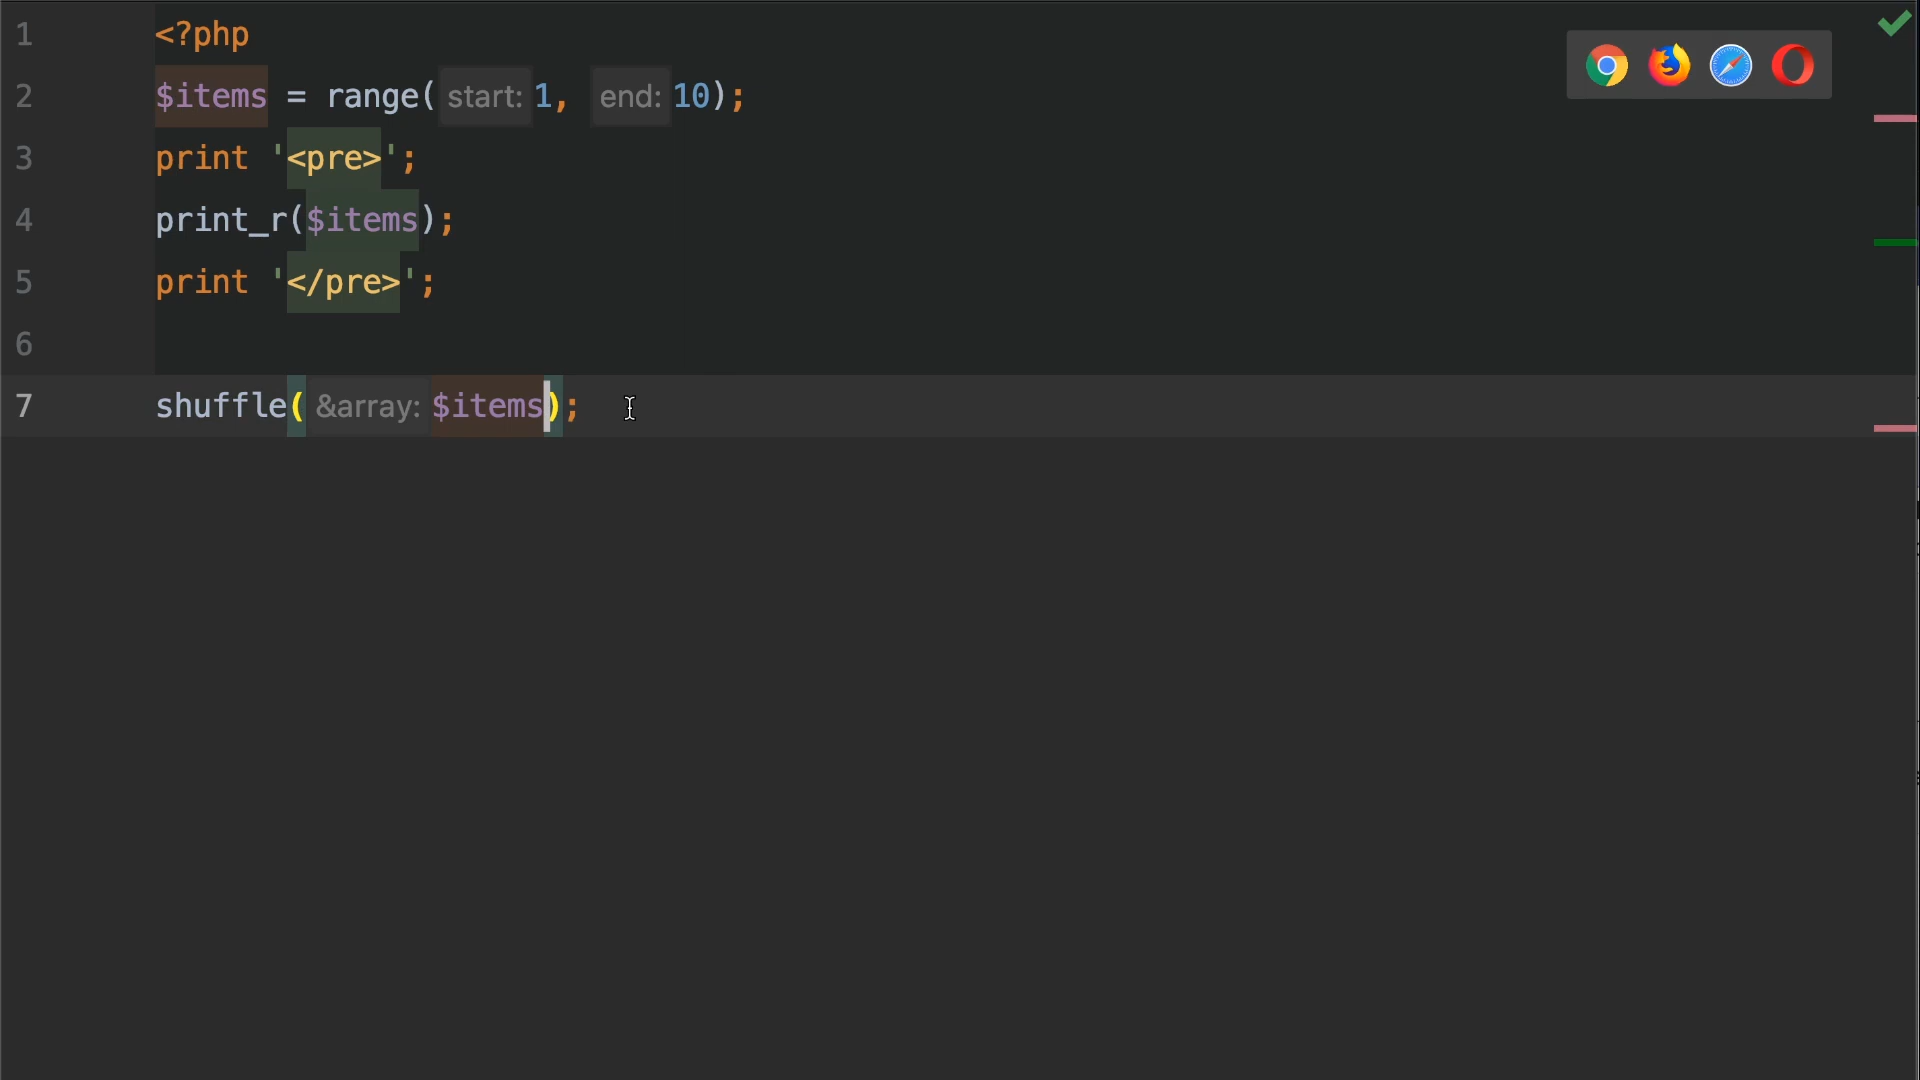 1 <?php
2 $items = range( start: 1, end: 10);
3 print '<pre>';
4 print_r($items);
5 print '</pre>';
6
7 shuffle( &array: $items);